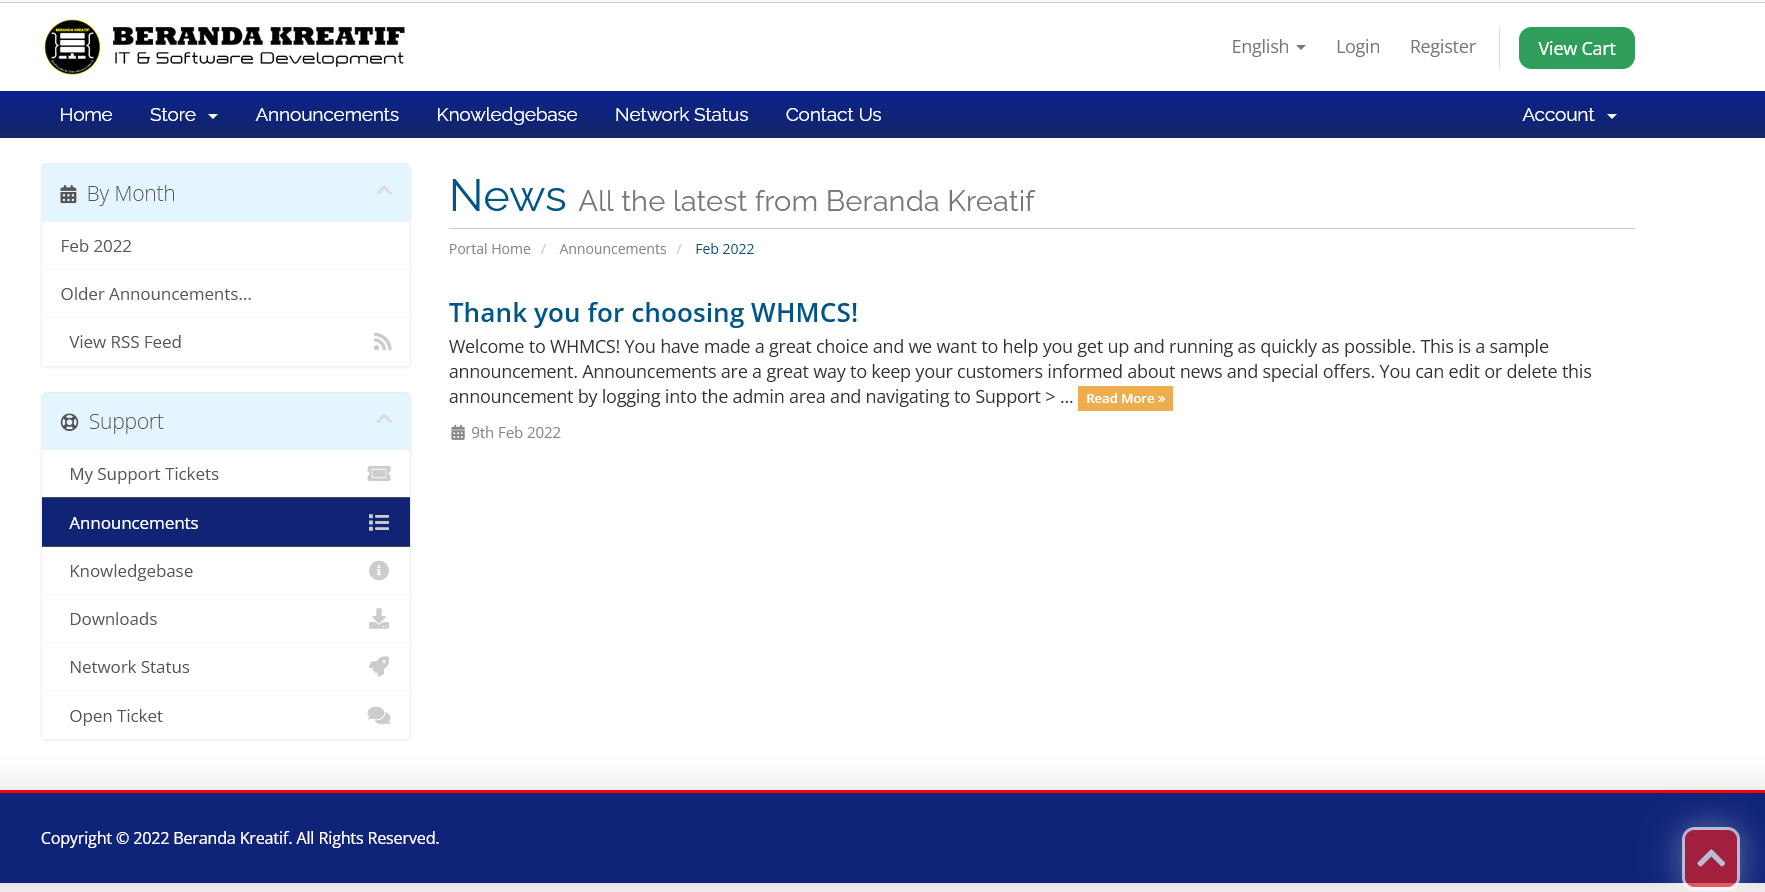 BERANDA KREATIF
IT & Software Development
English
Login
Register
View Cart
Home
Store
Announcements
Knowledgebase
Network Status
Contact Us
Account
By Month
Feb 2022
Older Announcements...
View RSS Feed
Support
My Support Tickets
Announcements
Knowledgebase
Downloads
Network Status
Open Ticket
News All the latest from Beranda Kreatif
Portal Home / Announcements / Feb 2022
Thank you for choosing WHMCS!
Welcome to WHMCS! You have made a great choice and we want to help you get up and running as quickly as possible. This is a sample
announcement. Announcements are a great way to keep your customers informed about news and special offers. You can edit or delete this
announcement by logging into the admin area and navigating to Support > ... Read More »
9th Feb 2022
Copyright © 2022 Beranda Kreatif. All Rights Reserved.